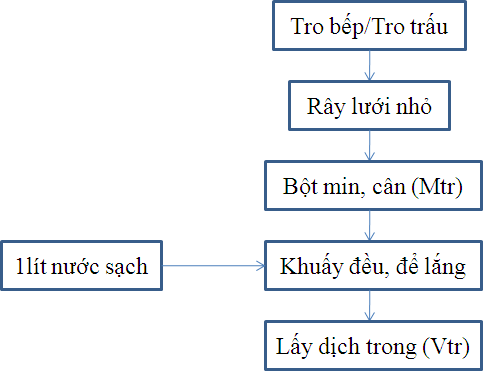 Tro bếp/Tro trấu
Rây lưới nhỏ
Bột min, cân (Mtr)
1lít nước sạch
Khuấy đều, để lắng
Lấy dịch trong (Vtr)